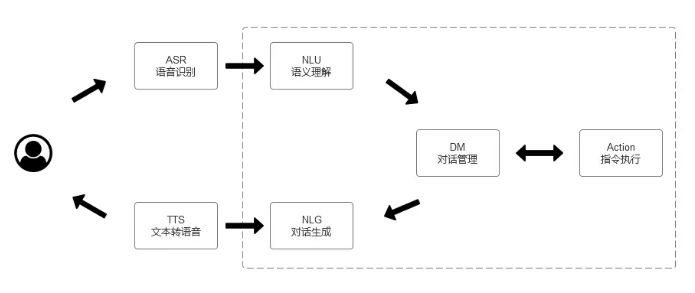 ASR
语音识别
NLU
语义理解
DM
对话管理
Action
指令执行
TTS
文本转语音
NLG
对话生成